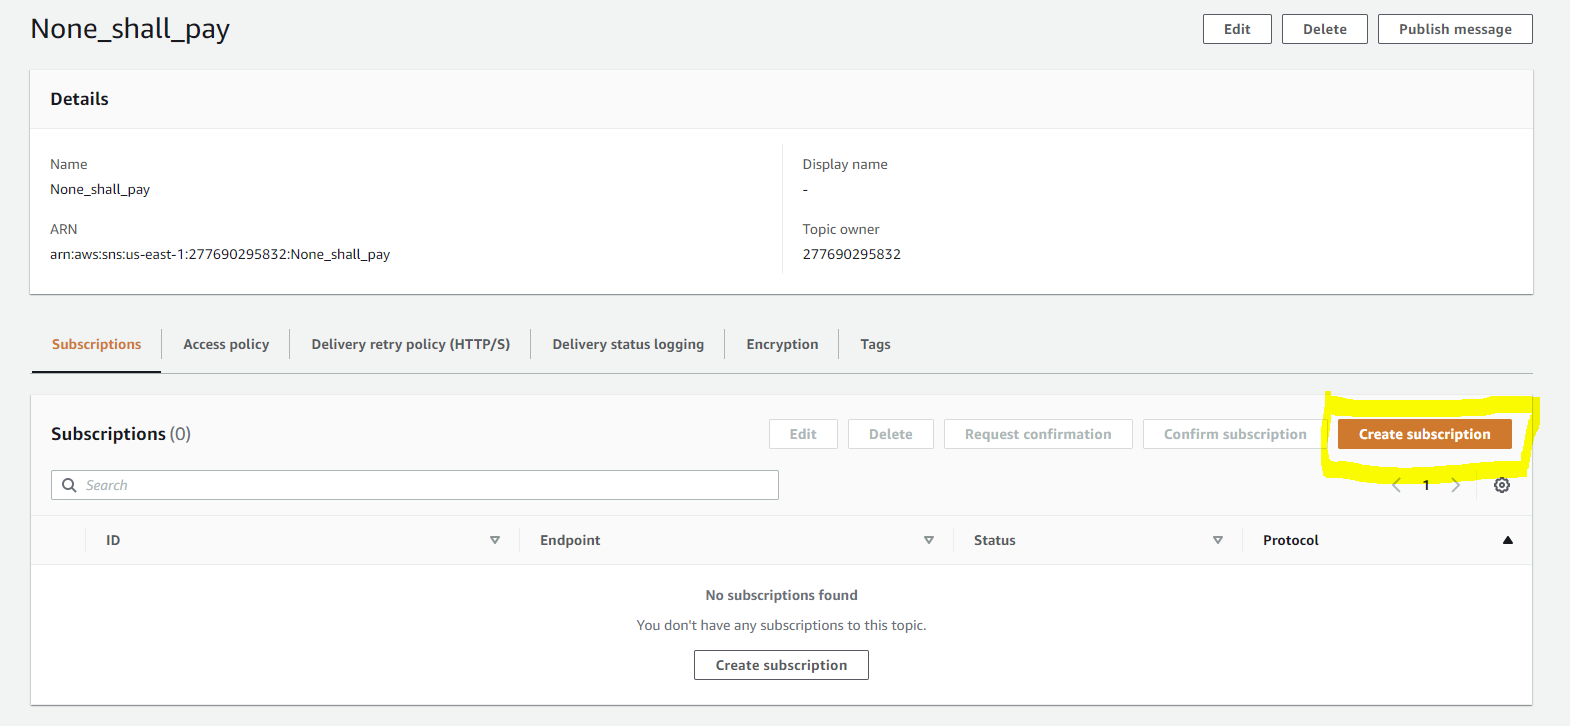 None_shall_pay
Edit
Delete
Publish message
Details
Name
None_shall_pay
Display name
-
ARN
arn:aws:sns:us-east-1:277690295832:None_shall_pay
Topic owner
277690295832
Subscriptions
Access policy
Delivery retry policy (HTTP/S)
Delivery status logging
Encryption
Tags
Subscriptions (0)
Edit
Delete
Request confirmation
Confirm subscription
Create subscription
Search
1
ID
Endpoint
Status
Protocol
No subscriptions found
You don't have any subscriptions to this topic.
Create subscription